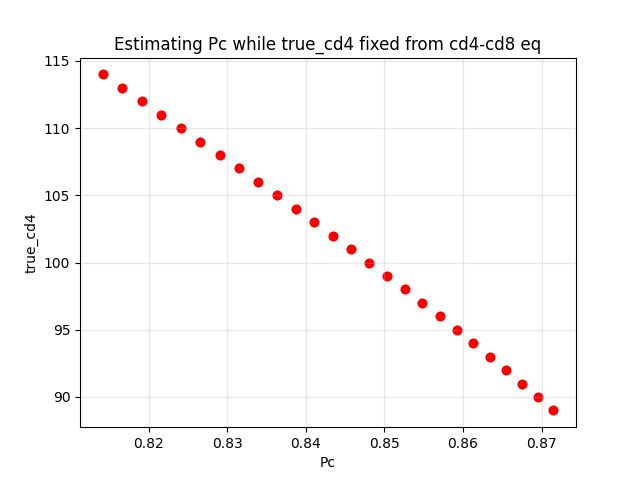 Estimating Pc while true_cd4 fixed from cd4-cd8 eq
115
110
105
100
95
90
true_cd4
0.82 0.83 0.84 0.85 0.86 0.87
Pc